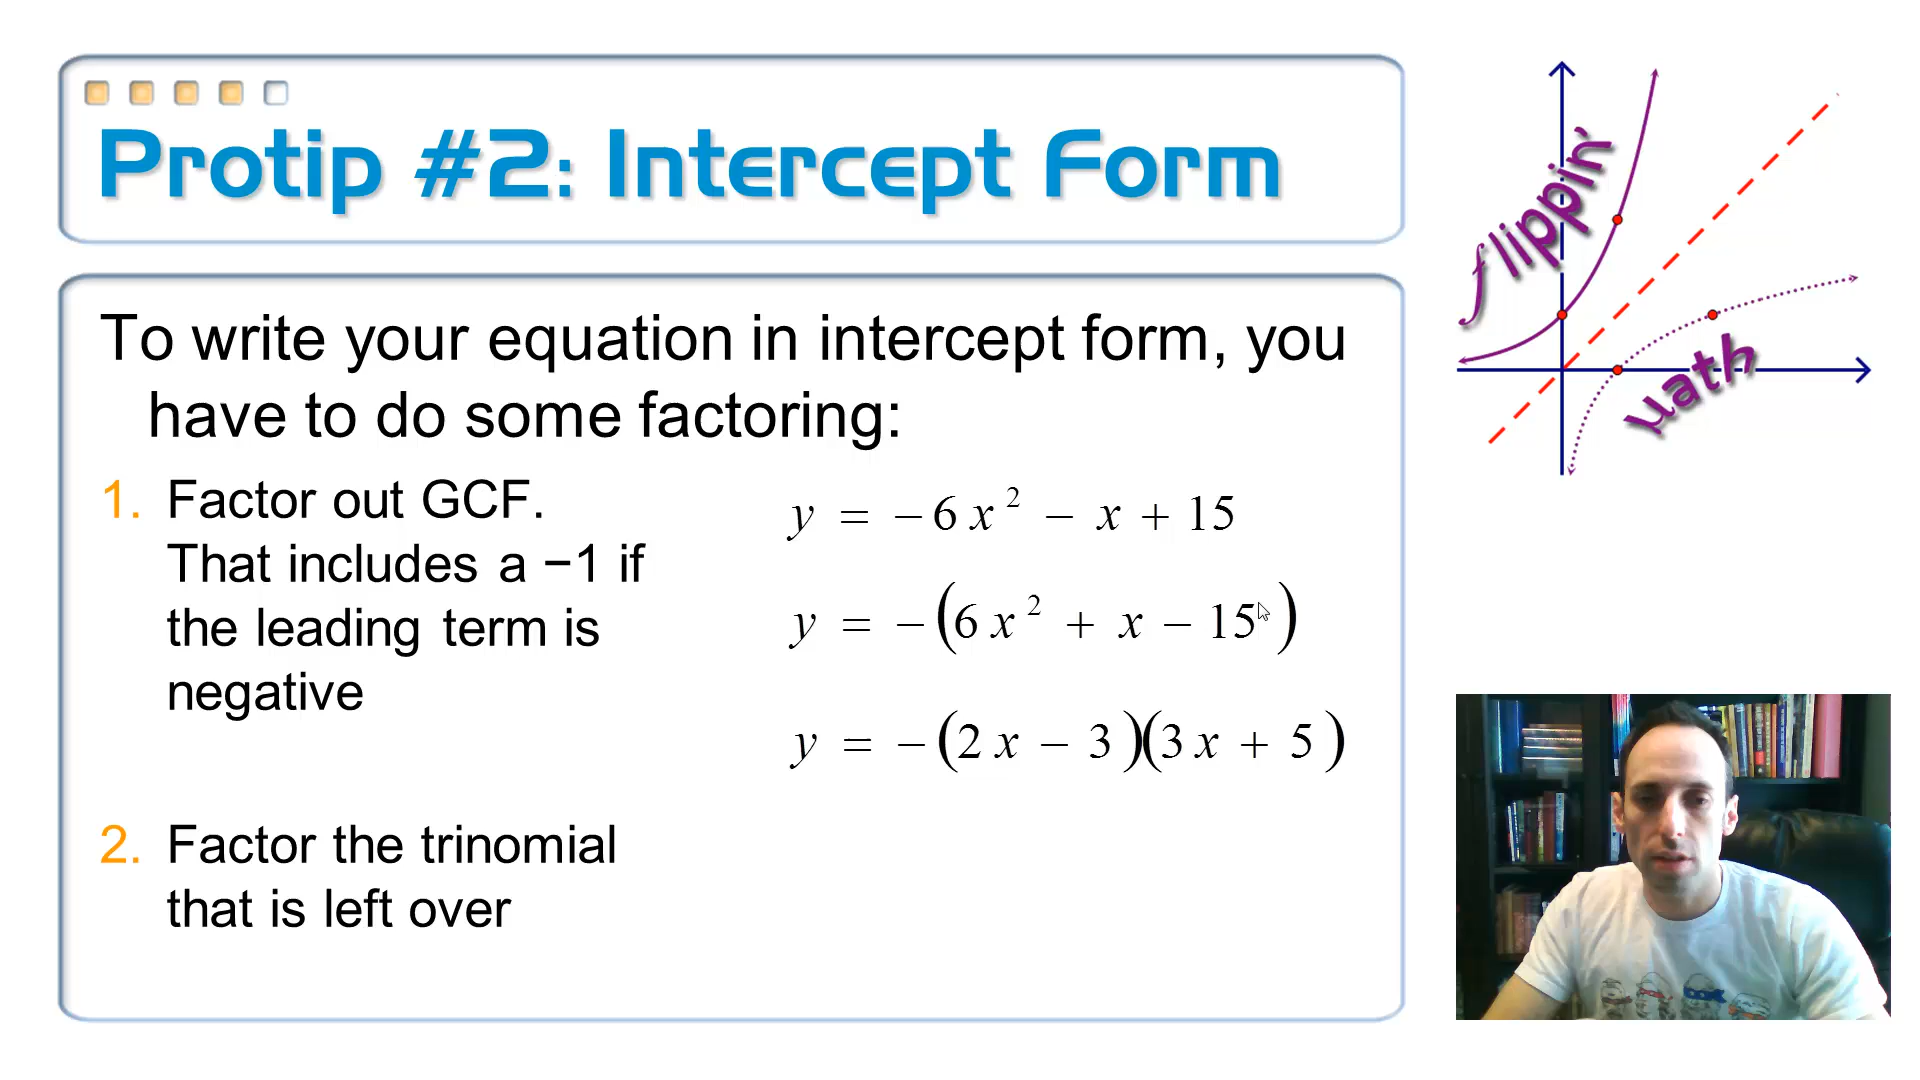 Protip #2: Intercept Form
To write your equation in intercept form, you
have to do some factoring:
1. Factor out GCF.
That includes a −1 if
the leading term is
negative
y = −6x² − x + 15
y = −(6x² + x − 15)
y = −(2x − 3)(3x + 5)
2. Factor the trinomial
that is left over
flippin'
math